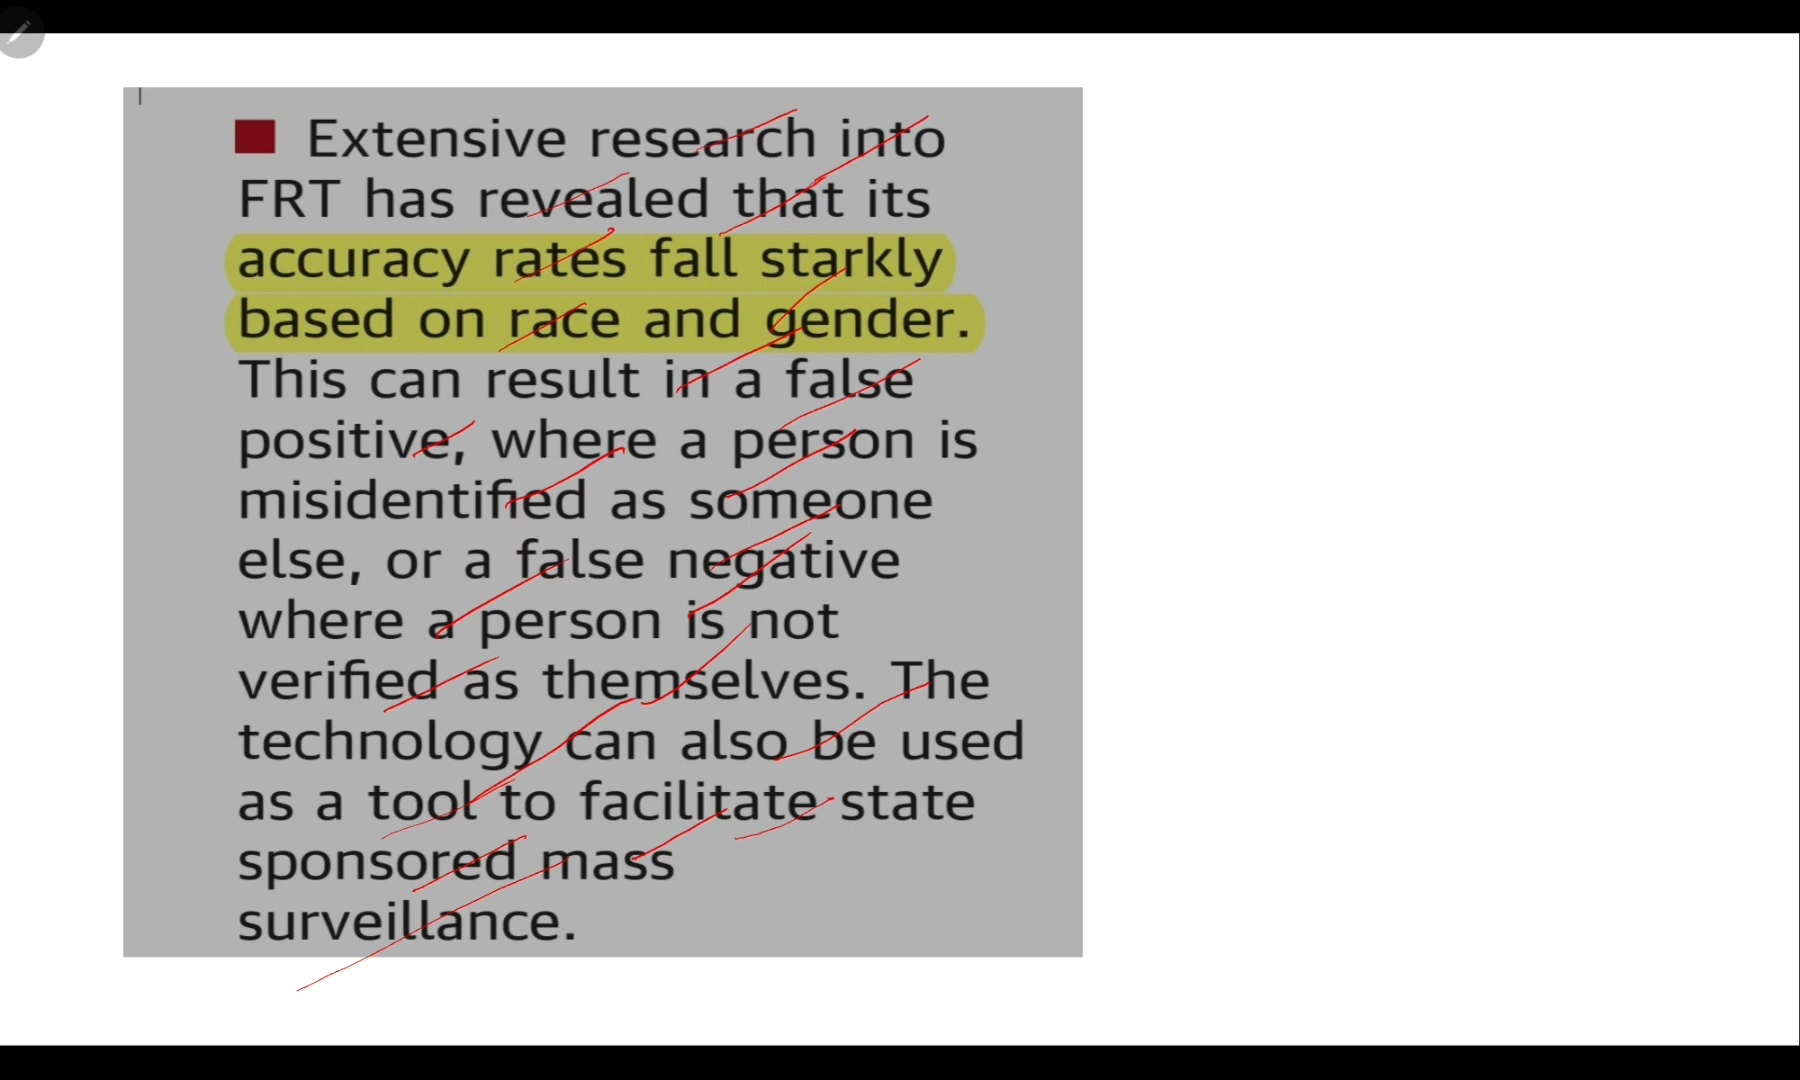 Extensive research into
FRT has revealed that its
accuracy rates fall starkly
based on race and gender.
This can result in a false
positive, where a person is
misidentified as someone
else, or a false negative
where a person is not
verified as themselves. The
technology can also be used
as a tool to facilitate state
sponsored mass
surveillance.